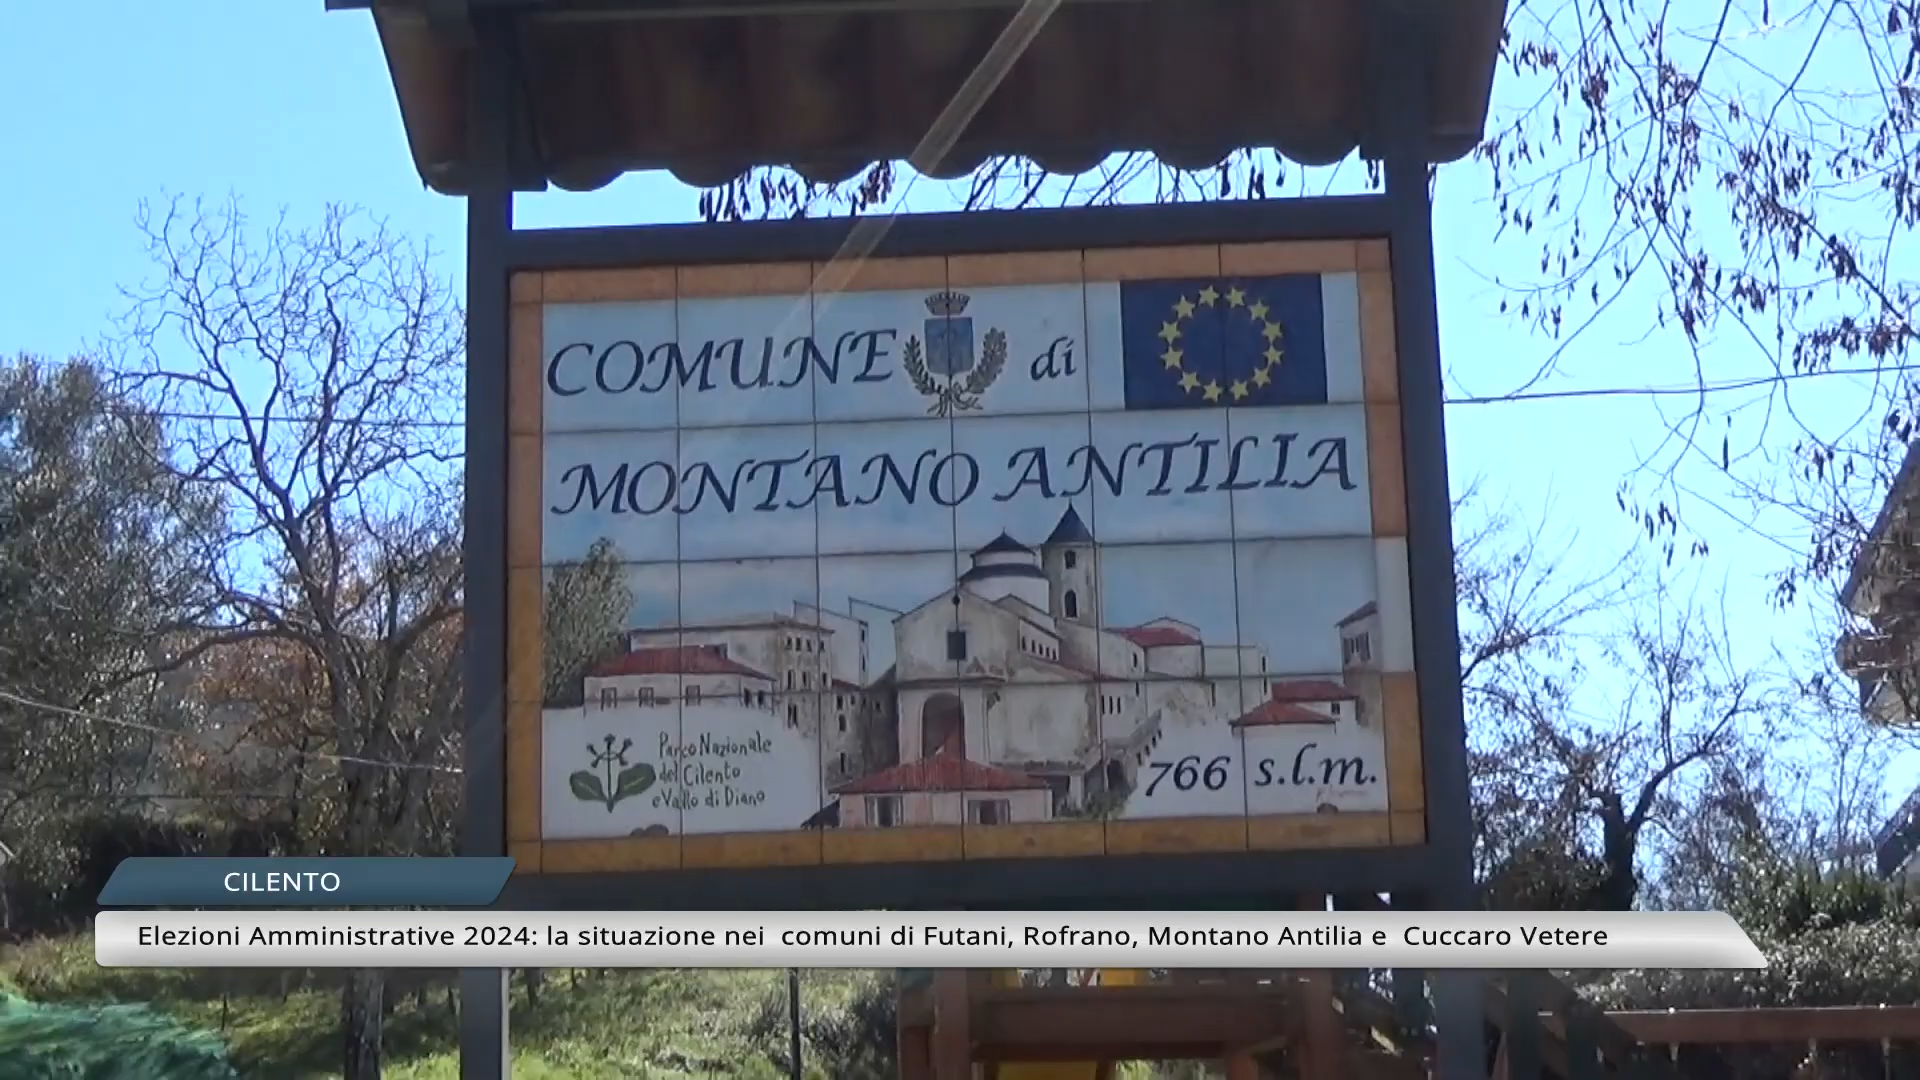 COMUNE di
MONTANO ANTILIA
Parco Nazionale
del Cilento
e Vallo di Diano
766 s.l.m.
CILENTO
Elezioni Amministrative 2024: la situazione nei comuni di Futani, Rofrano, Montano Antilia e Cuccaro Vetere